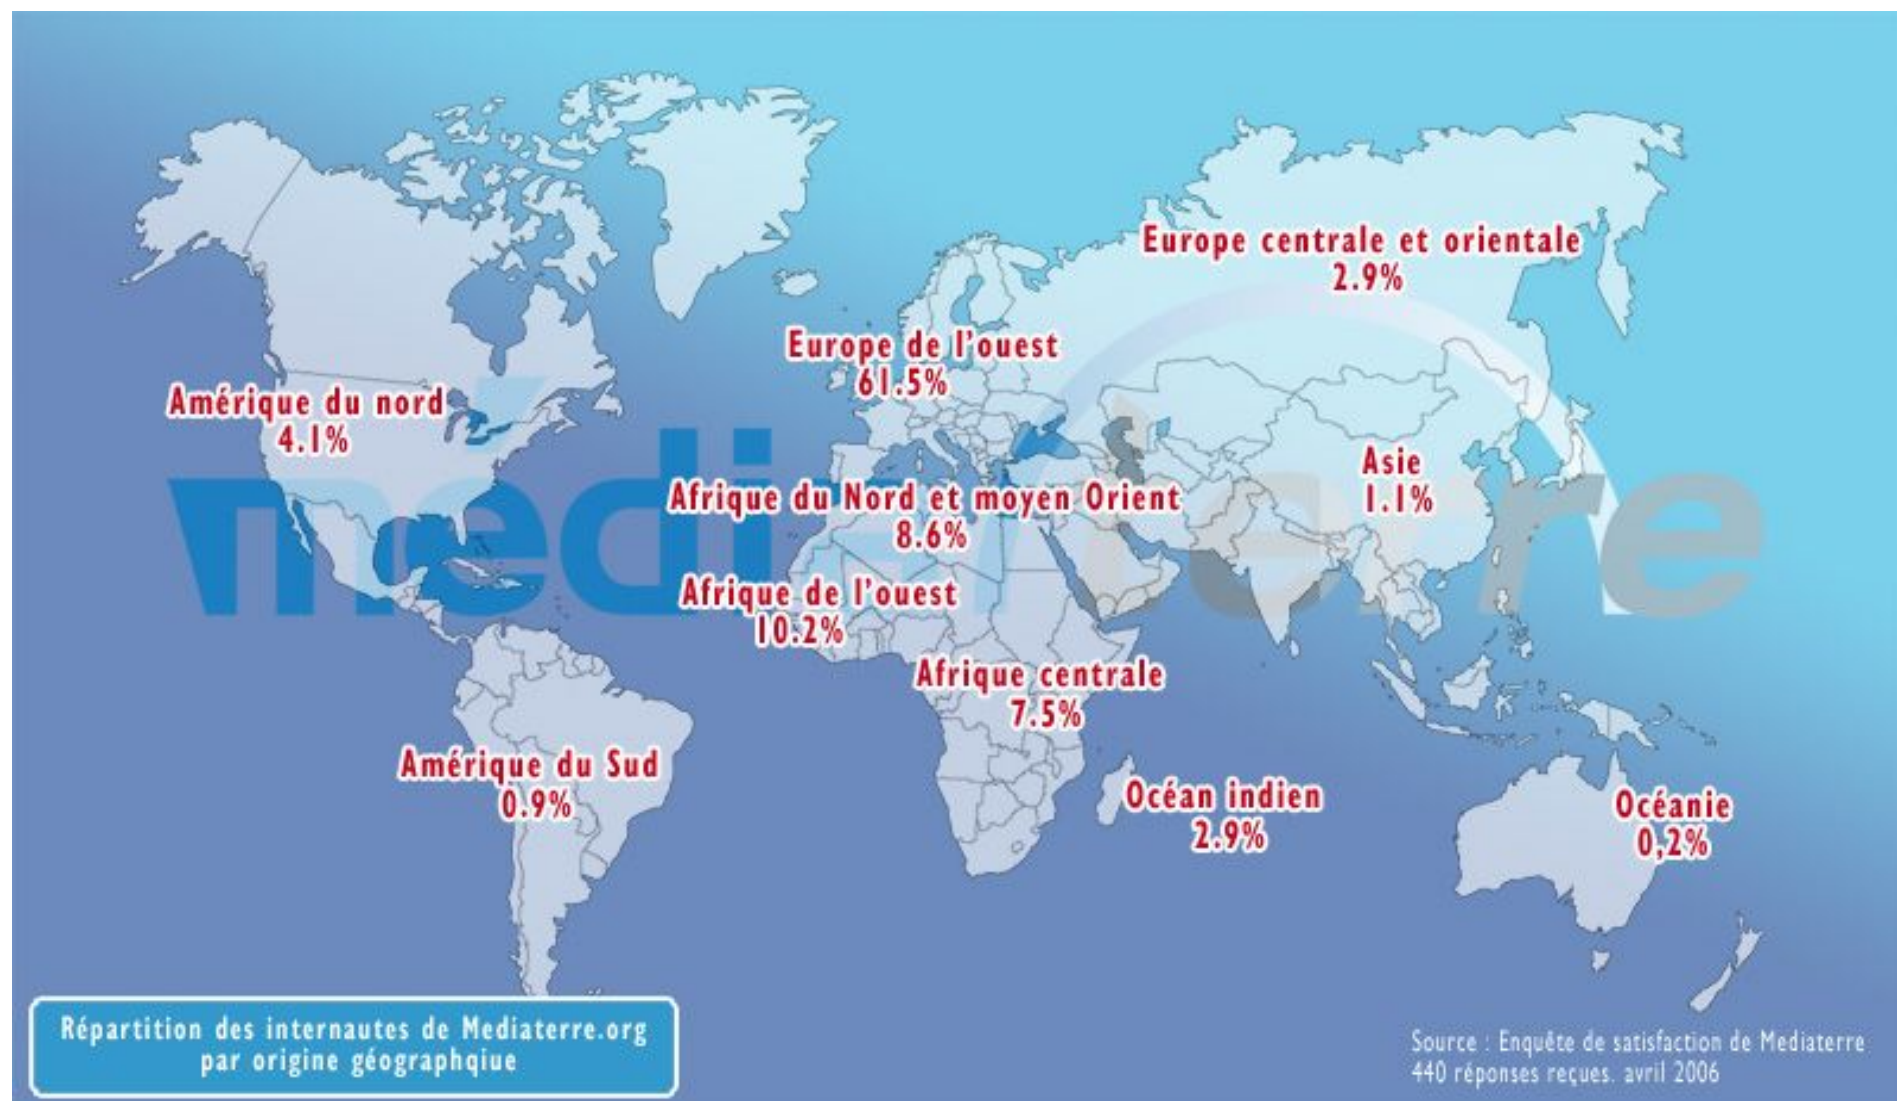 Europe centrale et orientale
2.9%
Europe de l'ouest
61.5%
Amérique du nord
4.1%
Asie
1.1%
Afrique du Nord et moyen Orient
8.6%
médiaterre
Afrique de l'ouest
10.2%
Afrique centrale
7.5%
Amérique du Sud
0.9%
Océan indien
2.9%
Océanie
0,2%
Répartition des internautes de Mediaterre.org
par origine géographqiue
Source : Enquête de satisfaction de Mediaterre
440 réponses reçues. avril 2006